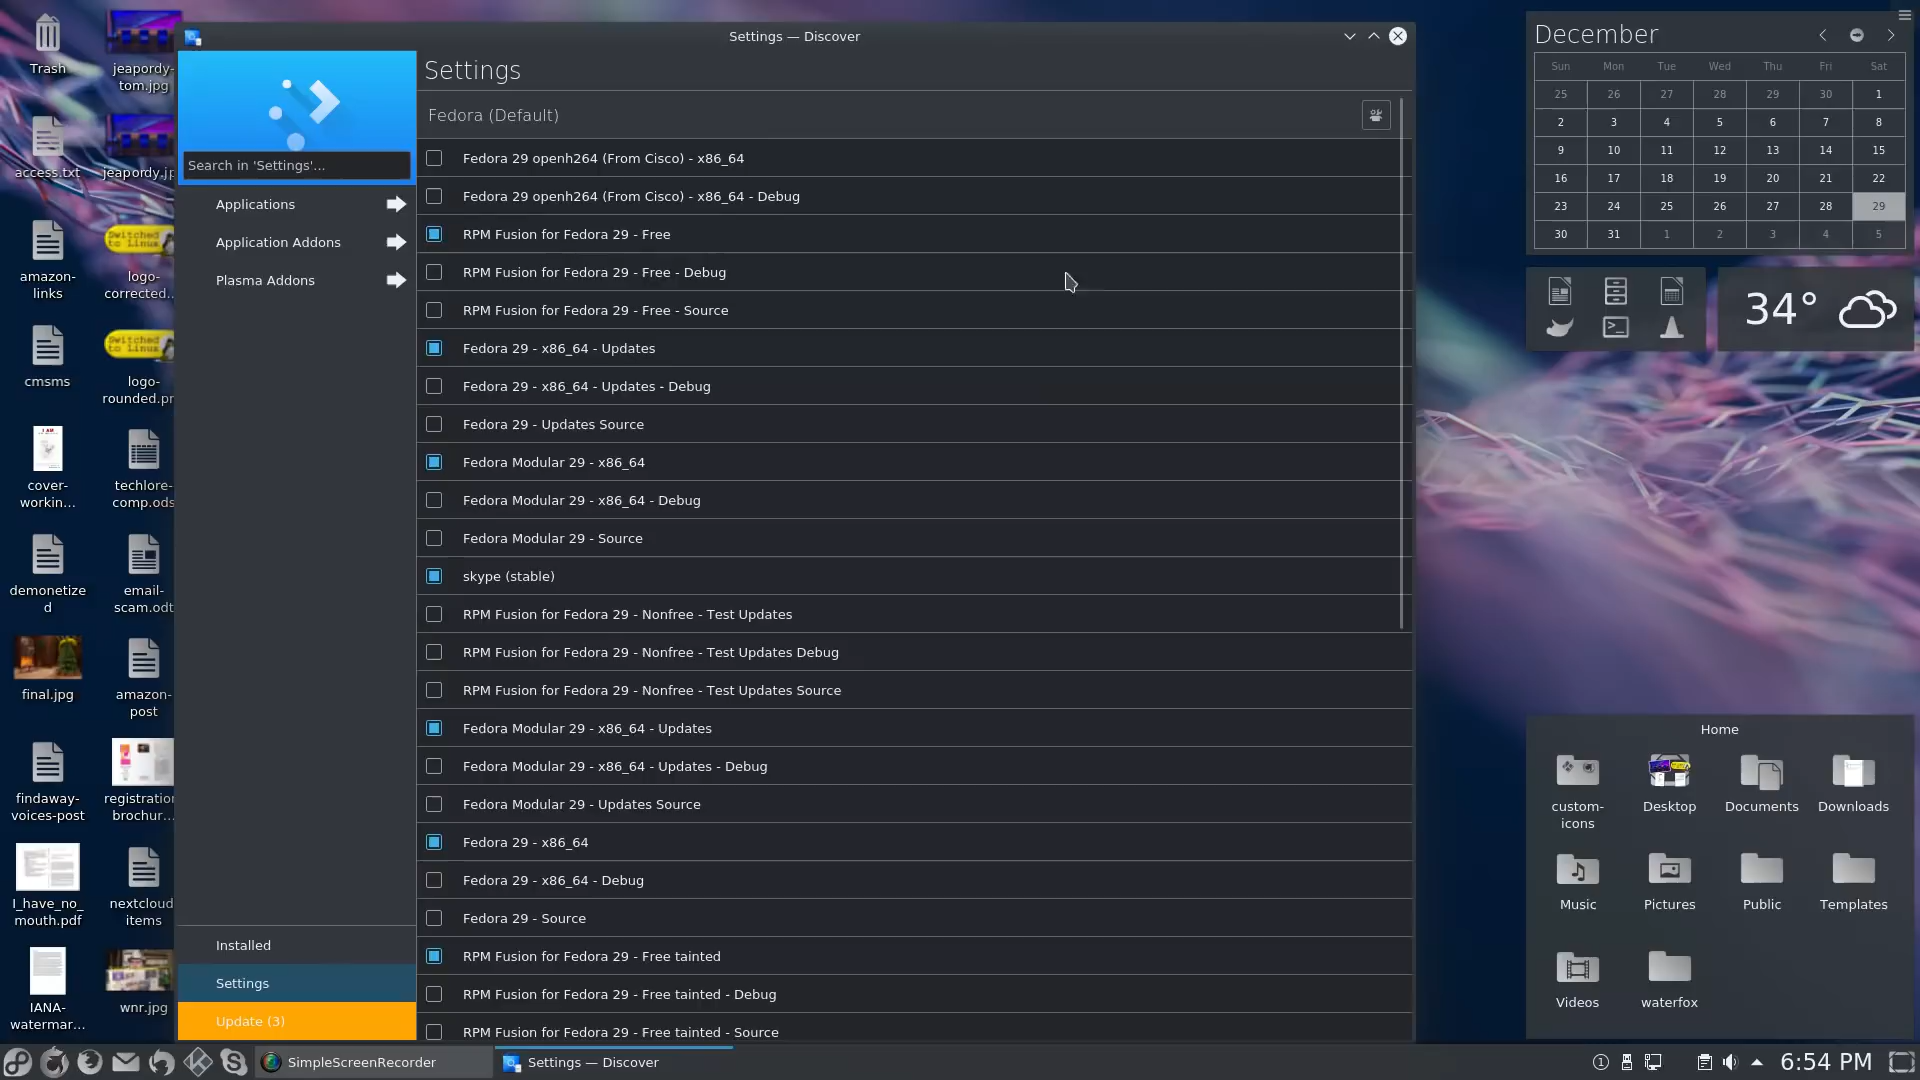 Trash
jeapordy-
tom.jpg
access.txt
jeapordy.jp
amazon-
links
Switched
to Linux
logo-
corrected...
cmsms
Switched
to Linux
logo-
rounded.pr
I AM
cover-
workin...
techlore-
comp.ods
demonetize
d
email-
scam.odt
final.jpg
amazon-
post
findaway-
voices-post
registration
brochur...
I_have_no_
mouth.pdf
nextcloud
items
IANA-
watermar...
wnr.jpg
Settings — Discover
Search in 'Settings'...
Applications
Application Addons
Plasma Addons
Installed
Settings
Update (3)
Settings
Fedora (Default)
Fedora 29 openh264 (From Cisco) - x86_64
Fedora 29 openh264 (From Cisco) - x86_64 - Debug
RPM Fusion for Fedora 29 - Free
RPM Fusion for Fedora 29 - Free - Debug
RPM Fusion for Fedora 29 - Free - Source
Fedora 29 - x86_64 - Updates
Fedora 29 - x86_64 - Updates - Debug
Fedora 29 - Updates Source
Fedora Modular 29 - x86_64
Fedora Modular 29 - x86_64 - Debug
Fedora Modular 29 - Source
skype (stable)
RPM Fusion for Fedora 29 - Nonfree - Test Updates
RPM Fusion for Fedora 29 - Nonfree - Test Updates Debug
RPM Fusion for Fedora 29 - Nonfree - Test Updates Source
Fedora Modular 29 - x86_64 - Updates
Fedora Modular 29 - x86_64 - Updates - Debug
Fedora Modular 29 - Updates Source
Fedora 29 - x86_64
Fedora 29 - x86_64 - Debug
Fedora 29 - Source
RPM Fusion for Fedora 29 - Free tainted
RPM Fusion for Fedora 29 - Free tainted - Debug
RPM Fusion for Fedora 29 - Free tainted - Source
December
Sun Mon Tue Wed Thu Fri Sat
25 26 27 28 29 30 1
2 3 4 5 6 7 8
9 10 11 12 13 14 15
16 17 18 19 20 21 22
23 24 25 26 27 28 29
30 31 1 2 3 4 5
34°
Home
custom-
icons
Desktop
Documents
Downloads
Music
Pictures
Public
Templates
Videos
waterfox
SimpleScreenRecorder
Settings — Discover
1
6:54 PM